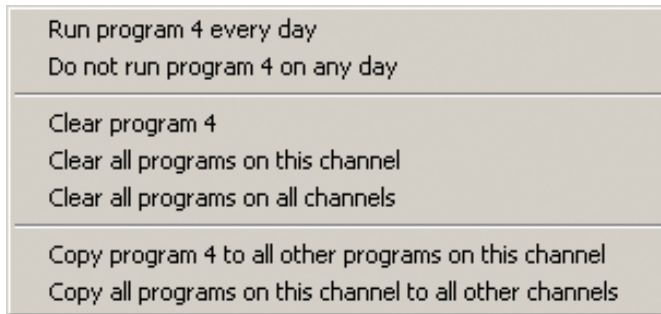 Run program 4 every day
Do not run program 4 on any day
Clear program 4
Clear all programs on this channel
Clear all programs on all channels
Copy program 4 to all other programs on this channel
Copy all programs on this channel to all other channels